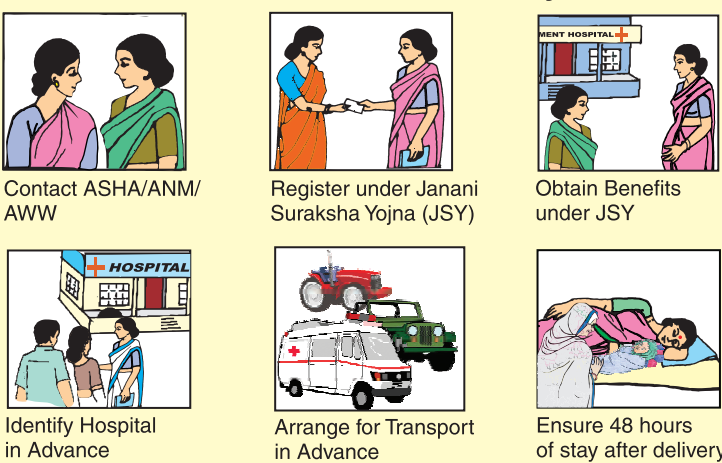 MENT HOSPITAL
Contact ASHA/ANM/
AWW
Register under Janani
Suraksha Yojna (JSY)
Obtain Benefits
under JSY
HOSPITAL
Identify Hospital
in Advance
Arrange for Transport
in Advance
Ensure 48 hours
of stay after delivery